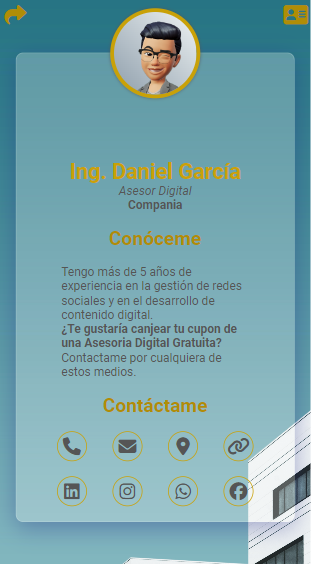 Ing. Daniel García
Asesor Digital
Compania
Conóceme
Tengo más de 5 años de
experiencia en la gestión de redes
sociales y en el desarrollo de
contenido digital.
¿Te gustaría canjear tu cupon de
una Asesoria Digital Gratuita?
Contactame por cualquiera de
estos medios.
Contáctame